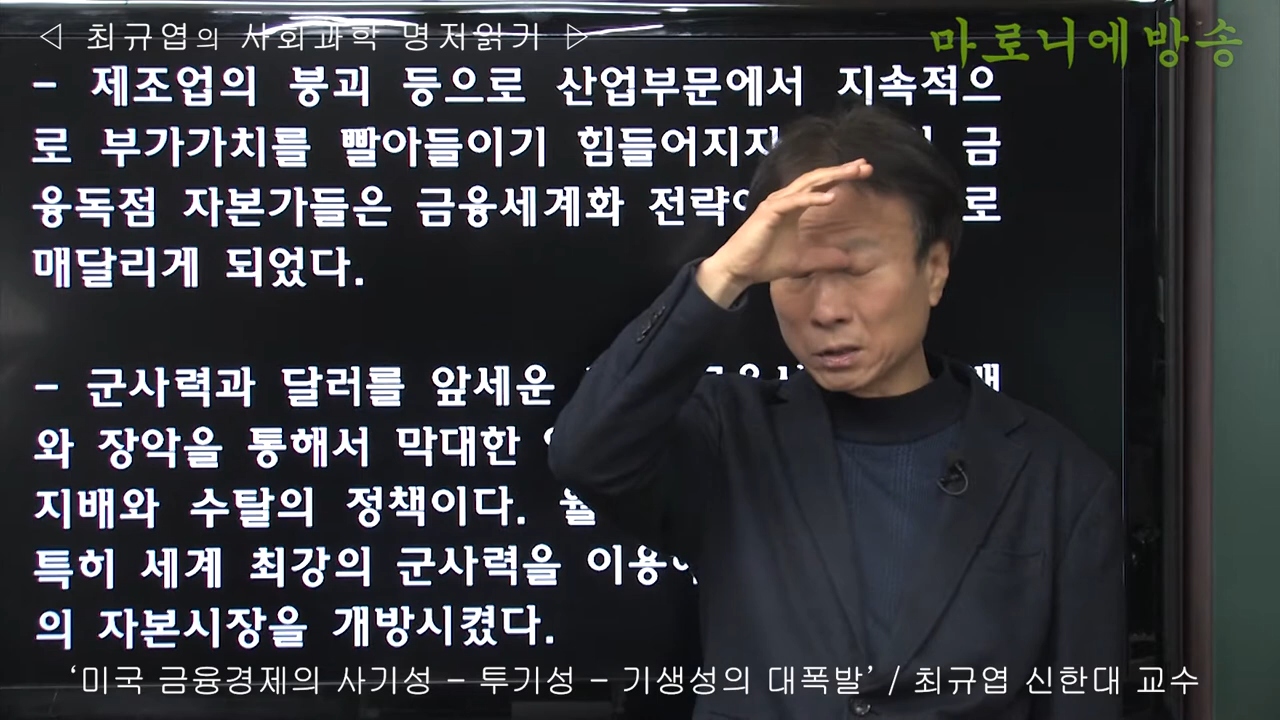 ◁ 최규엽의 사회과학 명저읽기 ▷
마로니에방송
- 제조업의 붕괴 등으로 산업부문에서 지속적으
로 부가가치를 빨아들이기 힘들어지자 금
융독점 자본가들은 금융세계화 로
매달리게 되었다.
- 군사력과 달러를 앞세운
와 장악을 통해서 막대한
지배와 수탈의 정책이다.
특히 세계 최강의 군사력을
의 자본시장을 개방시켰다.
‘미국 금융경제의 사기성 - 투기성 - 기생성의 대폭발’ / 최규엽 신한대 교수